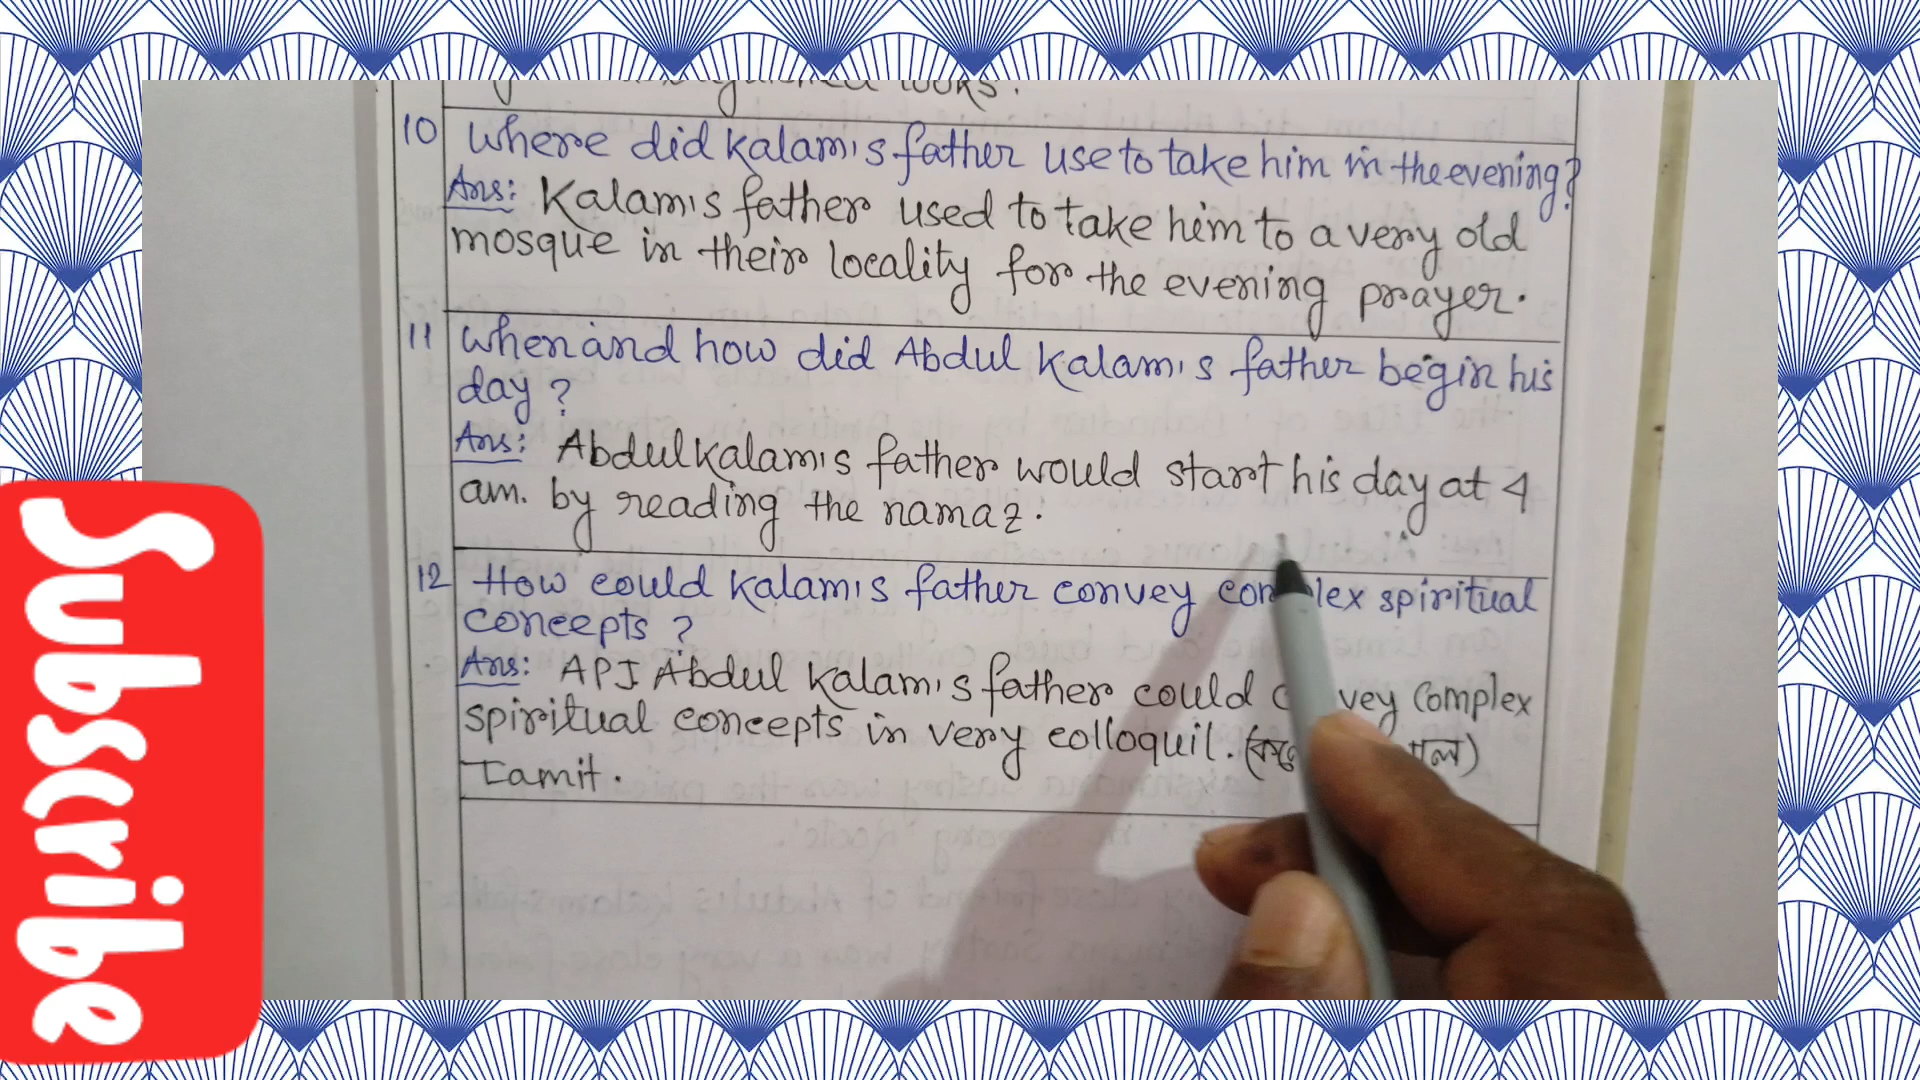 looks.
10 Where did Kalam's father use to take him in the evening?
Ans: Kalam's father used to take him to a very old
mosque in their locality for the evening prayer.
11 When and how did Abdul Kalam's father begin his
day?
Ans: Abdul Kalam's father would start his day at 4
am. by reading the namaz.
12 How could Kalam's father convey complex spiritual
concepts?
Ans: APJ Abdul Kalam's father could convey complex
spiritual concepts in very colloquil.
Tamil.
Subscribe